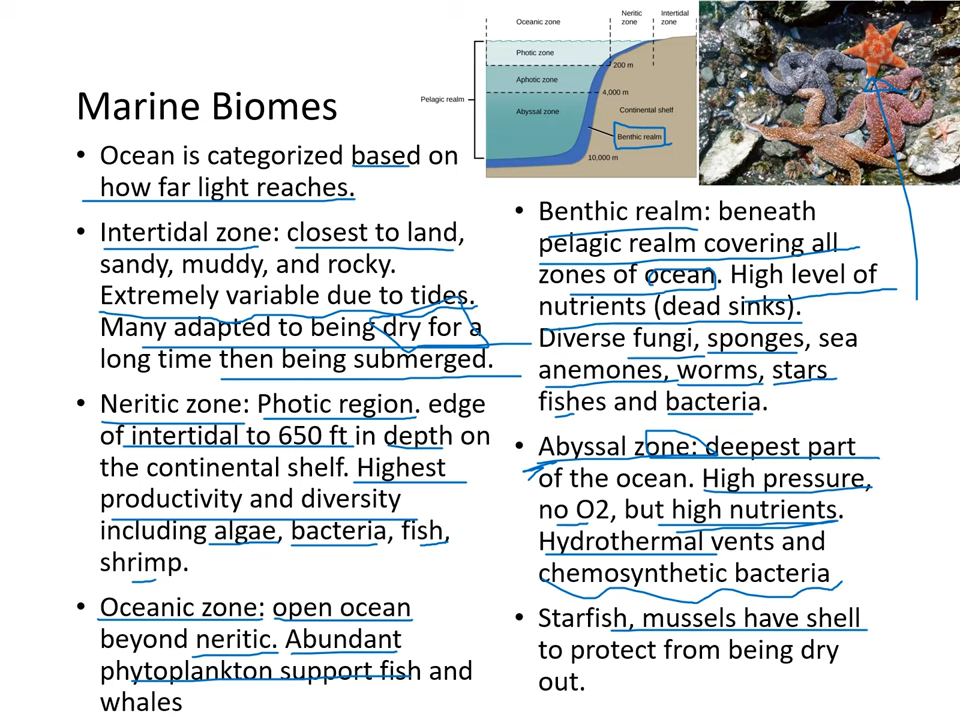 Marine Biomes
• Ocean is categorized based on
how far light reaches.
• Intertidal zone: closest to land,
sandy, muddy, and rocky.
Extremely variable due to tides.
Many adapted to being dry for a
long time then being submerged.
• Neritic zone: Photic region. edge
of intertidal to 650 ft in depth on
the continental shelf. Highest
productivity and diversity
including algae, bacteria, fish,
shrimp.
• Oceanic zone: open ocean
beyond neritic. Abundant
phytoplankton support fish and
whales
Oceanic zone
Neritic
zone
Intertidal
zone
Photic zone
200 m
Aphotic zone
4,000 m
Pelagic realm
Abyssal zone
Continental shelf
Benthic realm
10,000 m
• Benthic realm: beneath
pelagic realm covering all
zones of ocean. High level of
nutrients (dead sinks).
Diverse fungi, sponges, sea
anemones, worms, stars
fishes and bacteria.
• Abyssal zone: deepest part
of the ocean. High pressure,
no O2, but high nutrients.
Hydrothermal vents and
chemosynthetic bacteria
• Starfish, mussels have shell
to protect from being dry
out.